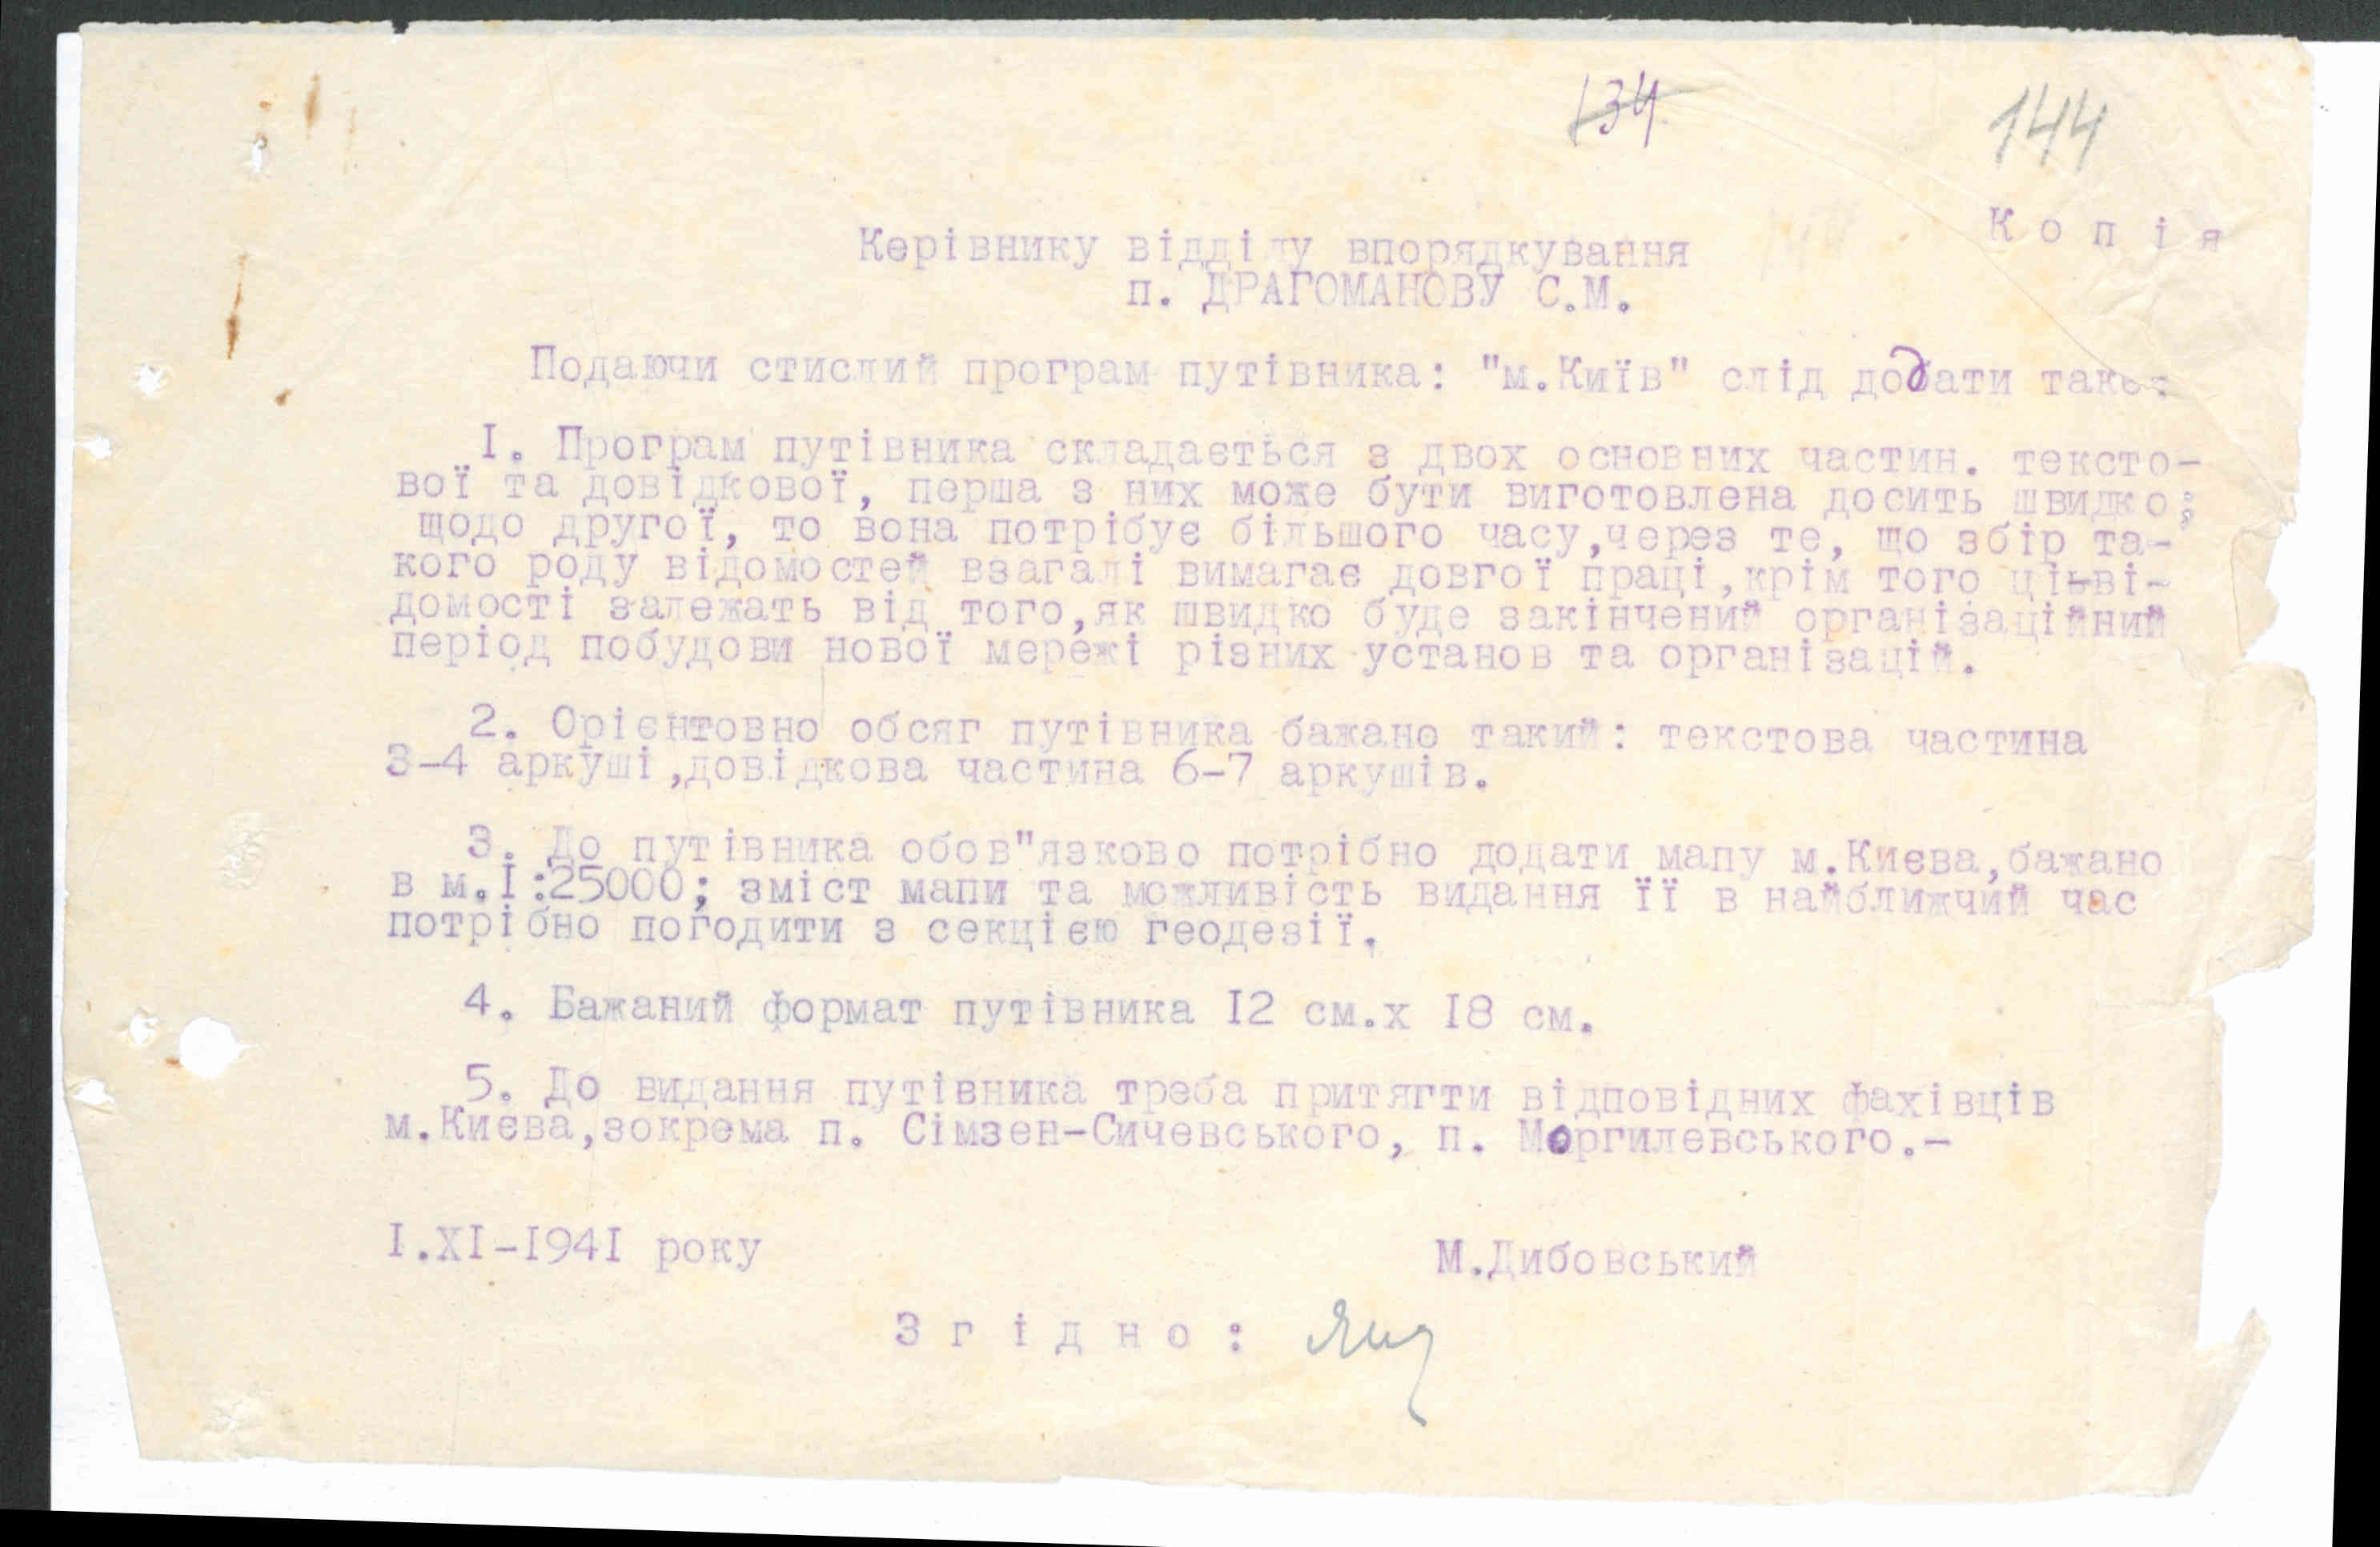 134
144
К о п і я
Керівнику відділу впорядкування
п. ДРАГОМАНОВУ С.М.
Подаючи стислий програм путівника: "м.Київ" слід додати таке:
I. Програм путівника складається з двох основних частин. тексто-
вої та довідкової, перша з них може бути виготовлена досить швидко;
щодо другої, то вона потрібує більшого часу,через те, що збір та-
кого роду відомостей взагалі вимагає довгої праці,крім того ці ві-
домості залежать від того,як швидко буде закінчений організаційний
період побудови нової мережі різних установ та організацій.
2. Орієнтовно обсяг путівника бажано такий: текстова частина
3-4 аркуші,довідкова частина 6-7 аркушів.
3. До путівника обов"язково потрібно додати мапу м.Києва,бажано
в м.I:25000; зміст мапи та можливість видання її в найближчий час
потрібно погодити з секцією геодезії.
4. Бажаний формат путівника I2 см.х I8 см.
5. До видання путівника треба притягти відповідних фахівців
м.Києва,зокрема п. Сімзен-Сичевського, п. Моргилевського.-
I.XI-I94I року
М.Дибовський
З г і д н о :